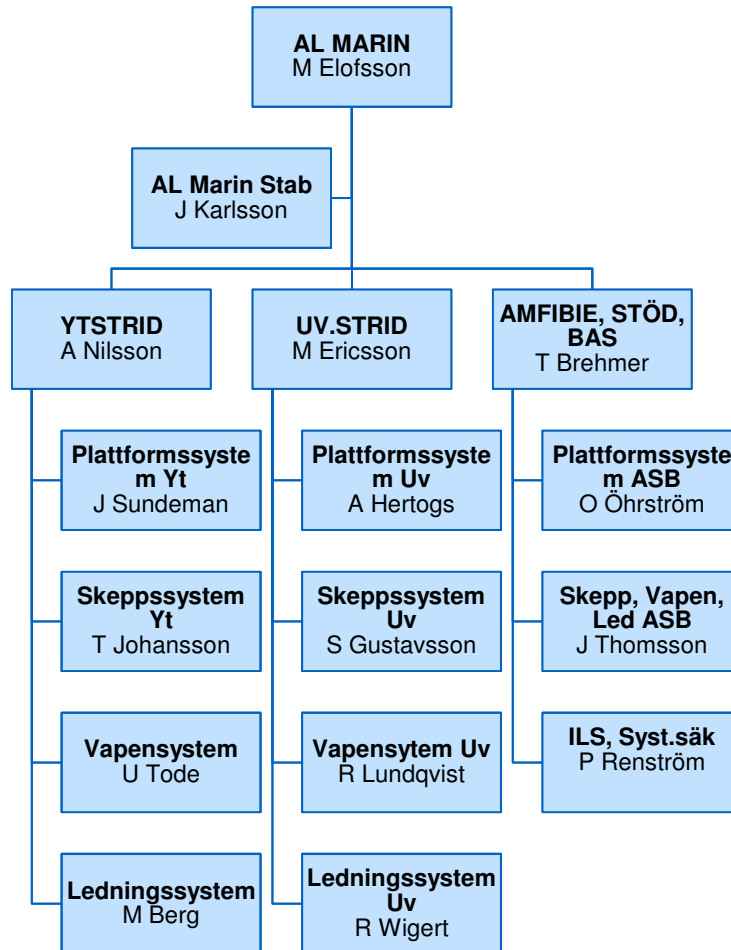 AL MARIN
M Elofsson
AL Marin Stab
J Karlsson
YTSTRID
A Nilsson
UV.STRID
M Ericsson
AMFIBIE, STÖD,
BAS
T Brehmer
Plattformssyste
m Yt
J Sundeman
Plattformssyste
m Uv
A Hertogs
Plattformssyste
m ASB
O Öhrström
Skeppssystem
Yt
T Johansson
Skeppssystem
Uv
S Gustavsson
Skepp, Vapen,
Led ASB
J Thomsson
Vapensystem
U Tode
Vapensytem Uv
R Lundqvist
ILS, Syst.säk
P Renström
Ledningssystem
M Berg
Ledningssystem
Uv
R Wigert